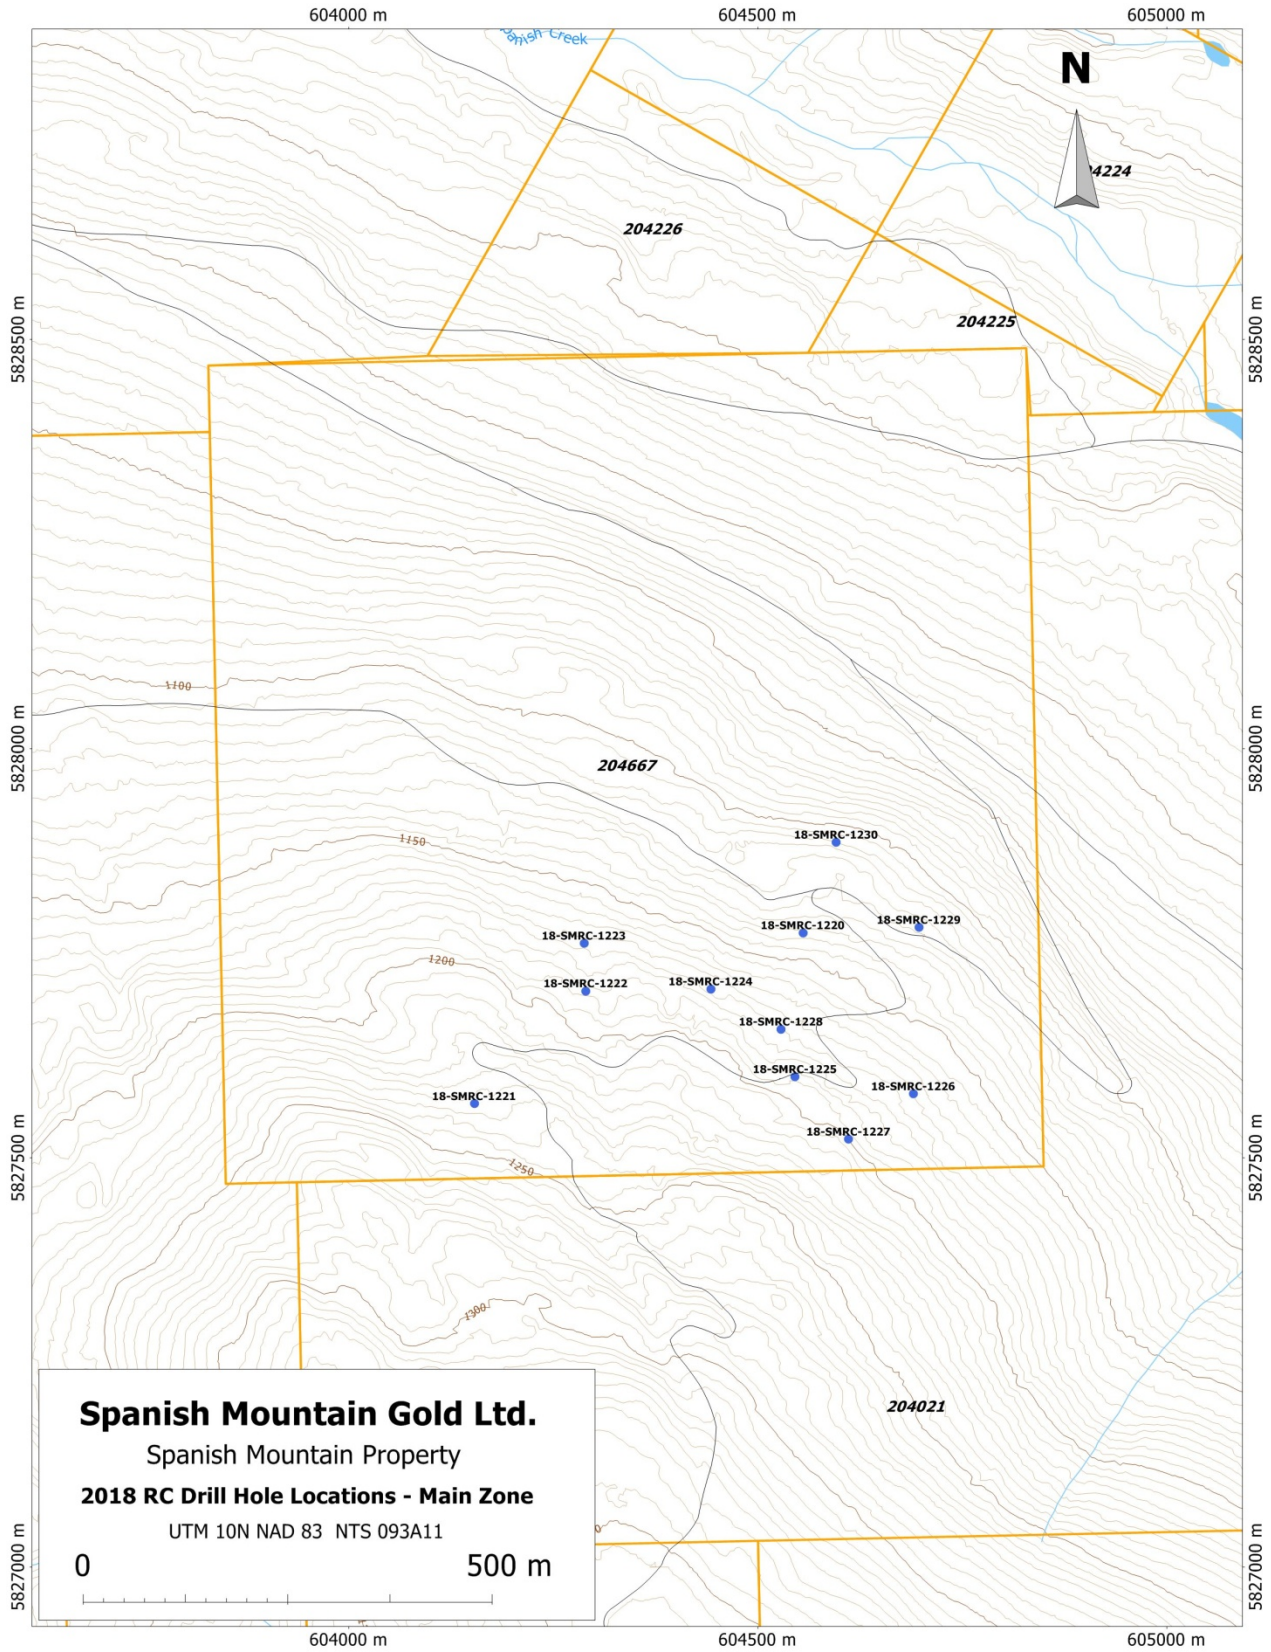 604000 m
604500 m
605000 m
Spanish Creek
N
04224
204226
204225
5828500 m
5828500 m
1100
5828000 m
5828000 m
204667
1150
18-SMRC-1230
18-SMRC-1229
18-SMRC-1220
18-SMRC-1223
1200
18-SMRC-1222
18-SMRC-1224
18-SMRC-1228
18-SMRC-1225
18-SMRC-1226
18-SMRC-1221
18-SMRC-1227
5827500 m
5827500 m
1250
1300
204021
Spanish Mountain Gold Ltd.
Spanish Mountain Property
2018 RC Drill Hole Locations - Main Zone
UTM 10N NAD 83 NTS 093A11
0
500 m
5827000 m
5827000 m
604000 m
604500 m
605000 m